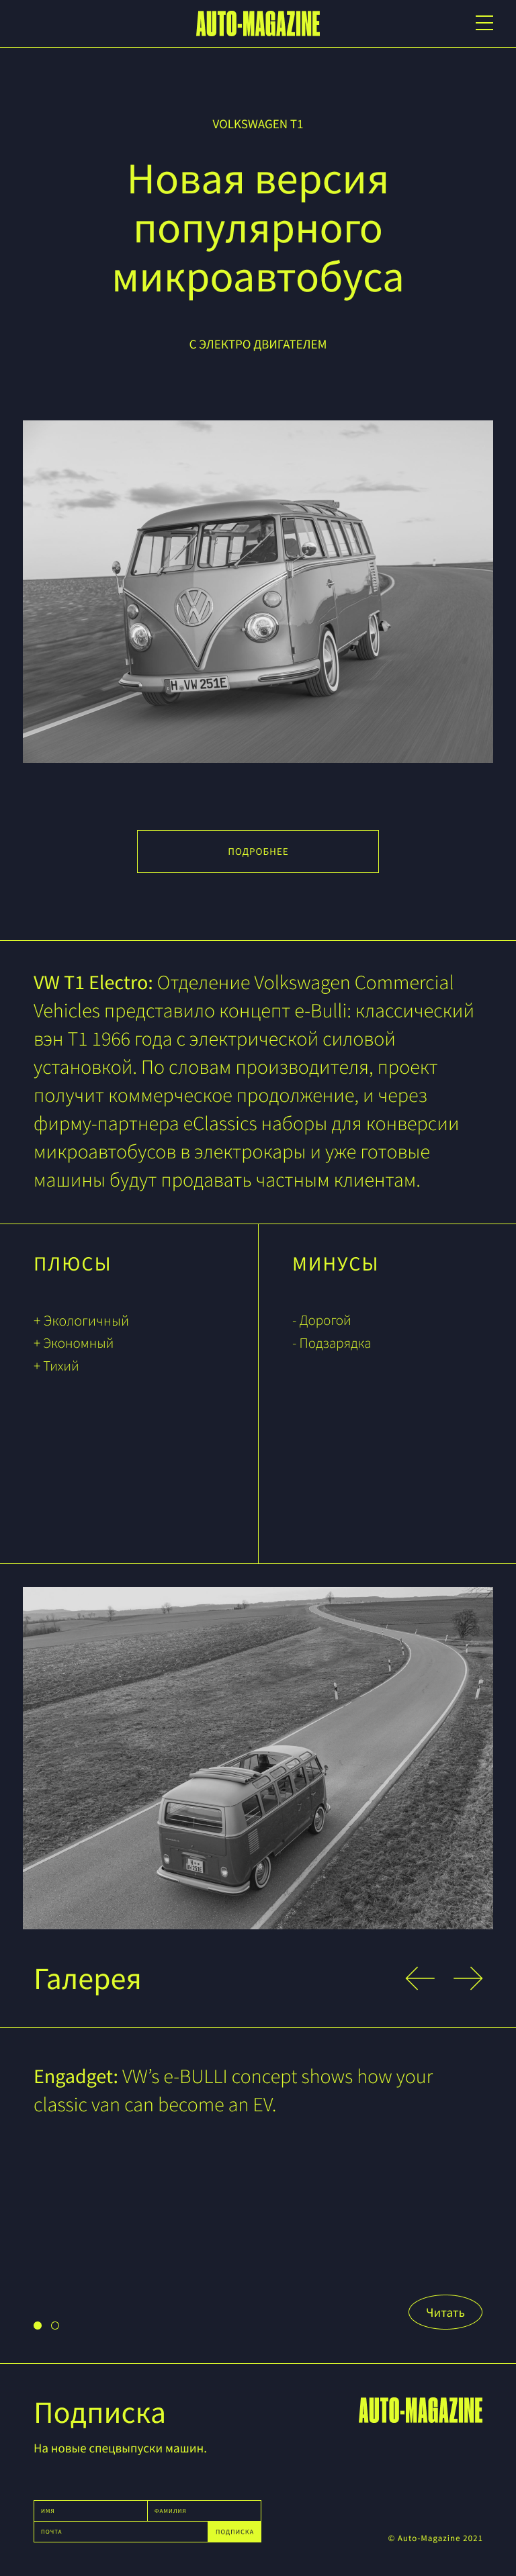 AUTO-MAGAZINE
VOLKSWAGEN T1
Новая версия
популярного
микроавтобуса
С ЭЛЕКТРО ДВИГАТЕЛЕМ
H VW 251E
ПОДРОБНЕЕ
VW T1 Electro: Отделение Volkswagen Commercial
Vehicles представило концепт e-Bulli: классический
вэн T1 1966 года с электрической силовой
установкой. По словам производителя, проект
получит коммерческое продолжение, и через
фирму-партнера eClassics наборы для конверсии
микроавтобусов в электрокары и уже готовые
машины будут продавать частным клиентам.
ПЛЮСЫ
+ Экологичный
+ Экономный
+ Тихий
МИНУСЫ
- Дорогой
- Подзарядка
Галерея
Engadget: VW’s e-BULLI concept shows how your
classic van can become an EV.
Читать
Подписка
AUTO-MAGAZINE
На новые спецвыпуски машин.
ИМЯ
ФАМИЛИЯ
ПОЧТА
ПОДПИСКА
© Auto-Magazine 2021